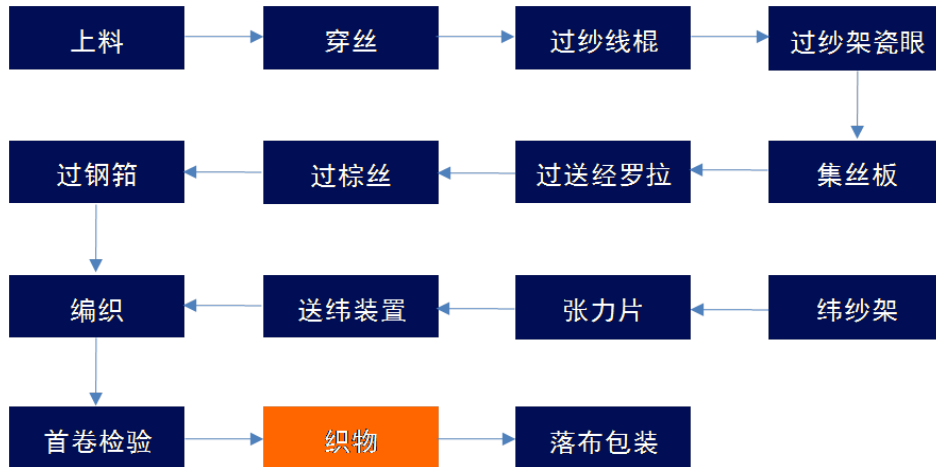 上料
穿丝
过纱线棍
过纱架瓷眼
过钢筘
过棕丝
过送经罗拉
集丝板
编织
送纬装置
张力片
纬纱架
首卷检验
织物
落布包装